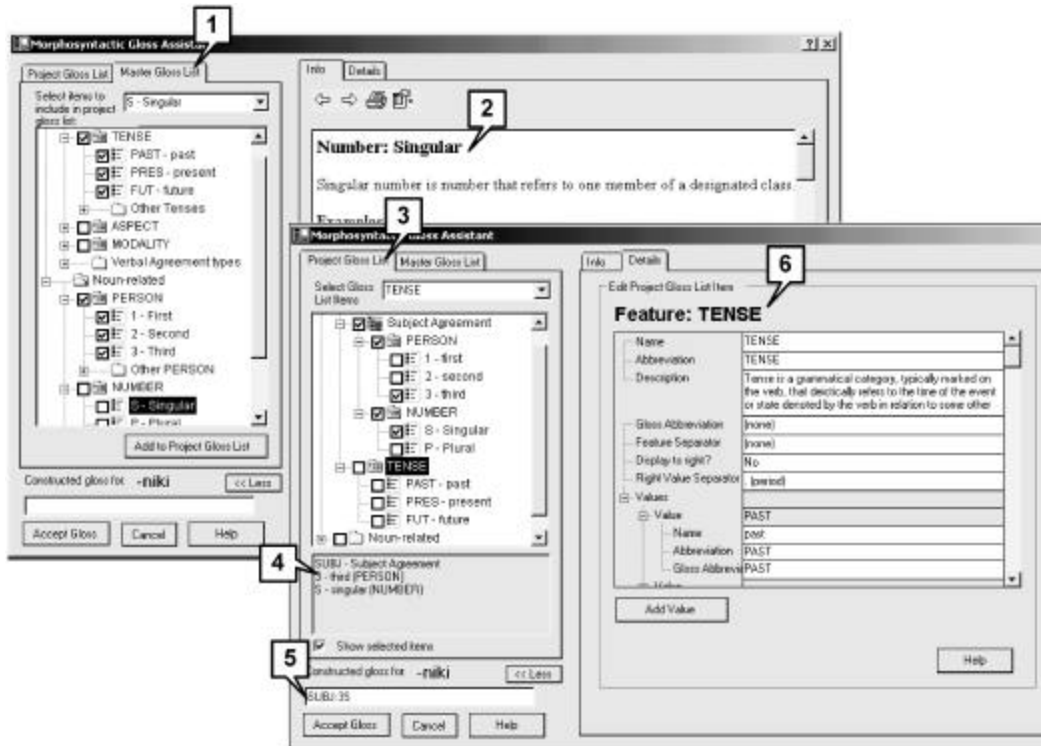 1
Morphosyntactic Gloss Assistant
Project Gloss List
Master Gloss List
Select items to
include in project
gloss list:
S - Singular
TENSE
PAST - past
PRES - present
FUT - future
Other Tenses
ASPECT
MODALITY
Verbal Agreement types
Noun-related
PERSON
1 - First
2 - Second
3 - Third
Other PERSON
NUMBER
S - Singular
P - Plural
Add to Project Gloss List
Constructed gloss for -niki
<< Less
Accept Gloss
Cancel
Help
Info
Details
2
Number: Singular
Singular number is number that refers to one member of a designated class.
Examples
3
Morphosyntactic Gloss Assistant
Project Gloss List
Master Gloss List
Select Gloss
List Items
TENSE
Subject Agreement
PERSON
1 - first
2 - second
3 - third
NUMBER
S - Singular
P - Plural
TENSE
PAST - past
PRES - present
FUT - future
Noun-related
4
SUBJ - Subject Agreement
3 - third (PERSON)
S - singular (NUMBER)
Show selected items
5
Constructed gloss for -niki
<< Less
SUBJ:3S
Accept Gloss
Cancel
Help
Info
Details
6
Edit Project Gloss List Item
Feature: TENSE
Name TENSE
Abbreviation TENSE
Description Tense is a grammatical category, typically marked on
the verb, that deictically refers to the time of the event
or state denoted by the verb in relation to some other
Gloss Abbreviation (none)
Feature Separator (none)
Display to right? No
Right Value Separator . (period)
Values
Value PAST
Name past
Abbreviation PAST
Gloss Abbrevi PAST
Value
Add Value
Help